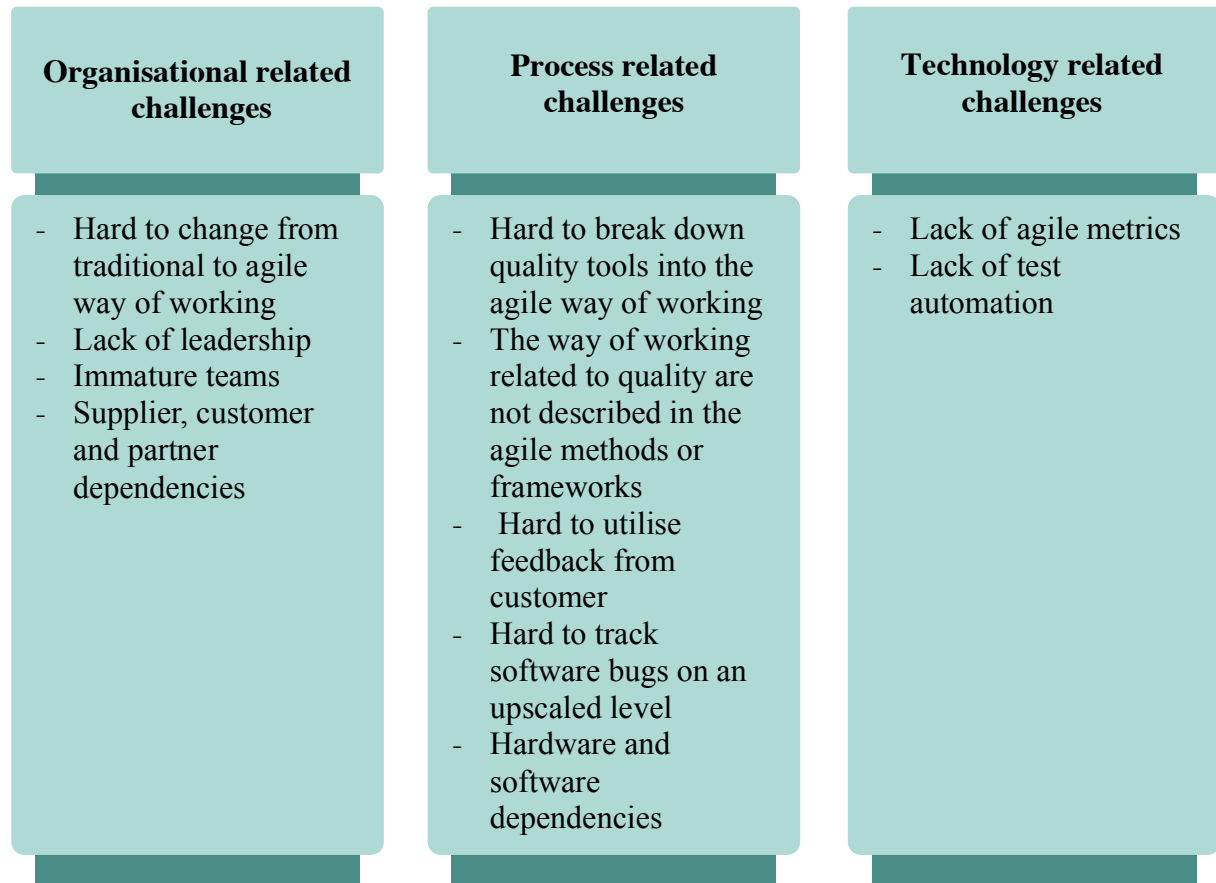 Organisational related
challenges
- Hard to change from
traditional to agile
way of working
- Lack of leadership
- Immature teams
- Supplier, customer
and partner
dependencies
Process related
challenges
- Hard to break down
quality tools into the
agile way of working
- The way of working
related to quality are
not described in the
agile methods or
frameworks
- Hard to utilise
feedback from
customer
- Hard to track
software bugs on an
upscaled level
- Hardware and
software
dependencies
Technology related
challenges
- Lack of agile metrics
- Lack of test
automation